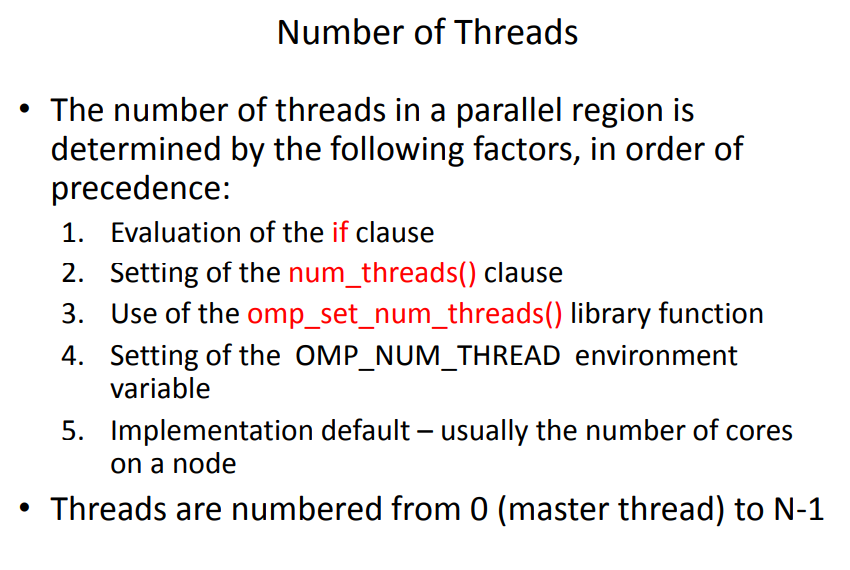 Number of Threads
• The number of threads in a parallel region is
determined by the following factors, in order of
precedence:
1. Evaluation of the if clause
2. Setting of the num_threads() clause
3. Use of the omp_set_num_threads() library function
4. Setting of the OMP_NUM_THREAD environment
variable
5. Implementation default – usually the number of cores
on a node
• Threads are numbered from 0 (master thread) to N-1